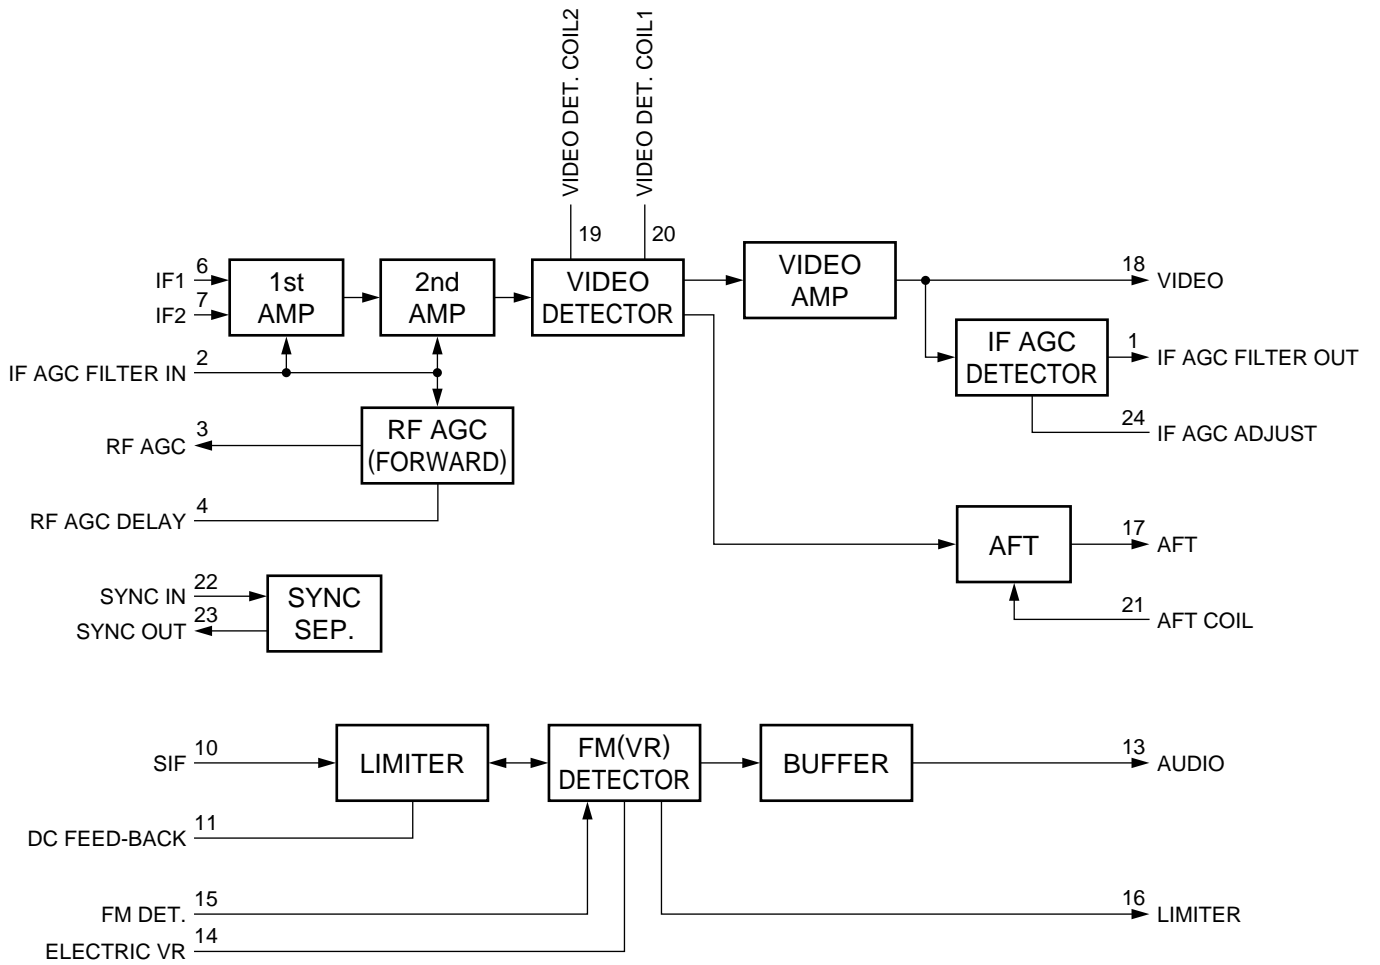 VIDEO DET. COIL2
VIDEO DET. COIL1
19
20
IF1
6
IF2
7
1st
AMP
2nd
AMP
VIDEO
DETECTOR
VIDEO
AMP
18
VIDEO
IF AGC FILTER IN
2
IF AGC
DETECTOR
1
IF AGC FILTER OUT
24
IF AGC ADJUST
RF AGC
3
RF AGC
(FORWARD)
RF AGC DELAY
4
AFT
17
AFT
21
AFT COIL
SYNC IN
22
SYNC OUT
23
SYNC
SEP.
SIF
10
LIMITER
FM(VR)
DETECTOR
BUFFER
13
AUDIO
DC FEED-BACK
11
FM DET.
15
16
LIMITER
ELECTRIC VR
14